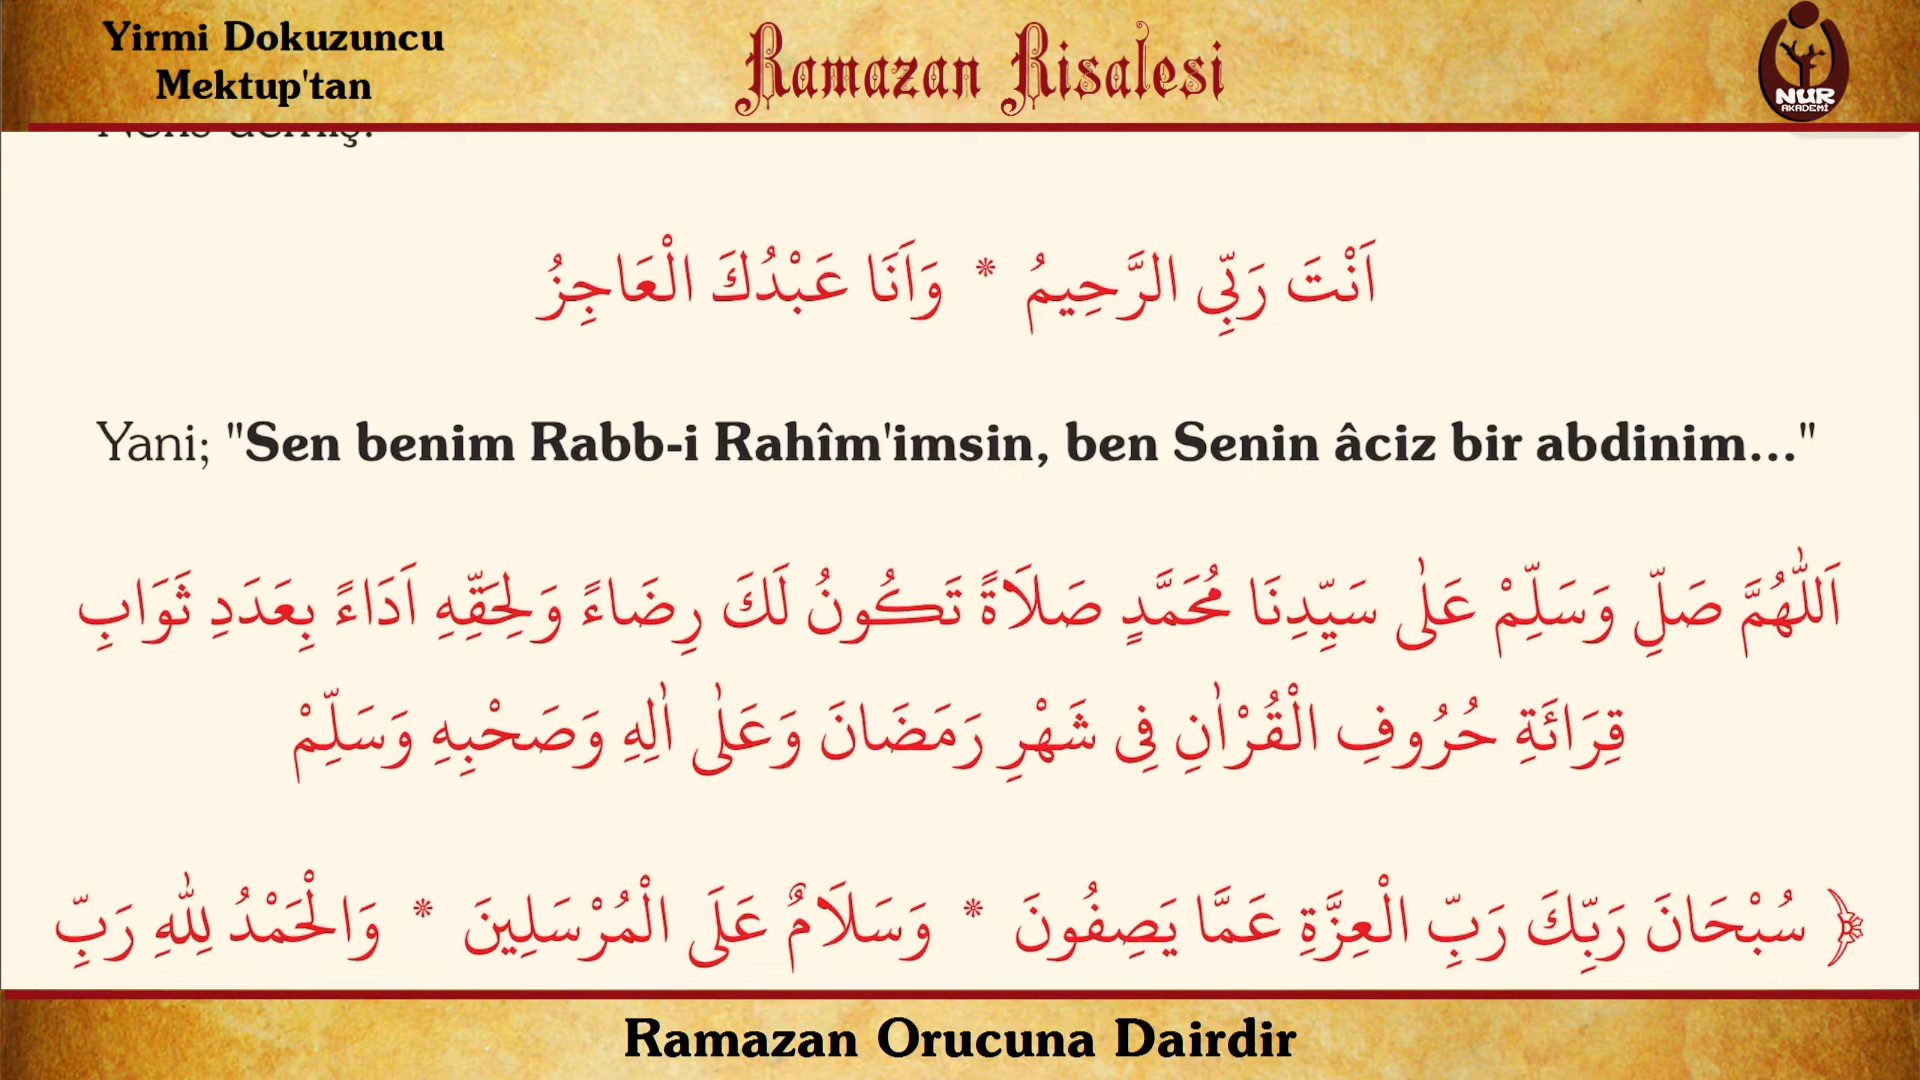 Yirmi Dokuzuncu
Mektup'tan
Ramazan Risalesi
NUR
AKADEMİ
اَنْتَ رَبِّى الرَّحِيمُ * وَاَنَا عَبْدُكَ الْعَاجِزُ
Yani; "Sen benim Rabb-i Rahîm'imsin, ben Senin âciz bir abdinim..."
اَللّٰهُمَّ صَلِّ وَسَلِّمْ عَلٰى سَيِّدِنَا مُحَمَّدٍ صَلَاةً تَكُونُ لَكَ رِضَاءً وَلِحَقِّهِ اَدَاءً بِعَدَدِ ثَوَابِ
قِرَائَةِ حُرُوفِ الْقُرْاٰنِ فِى شَهْرِ رَمَضَانَ وَعَلٰى اٰلِهِ وَصَحْبِهِ وَسَلِّمْ
﴿ سُبْحَانَ رَبِّكَ رَبِّ الْعِزَّةِ عَمَّا يَصِفُونَ * وَسَلَامٌ عَلَى الْمُرْسَلِينَ * وَالْحَمْدُ لِلّٰهِ رَبِّ
Ramazan Orucuna Dairdir